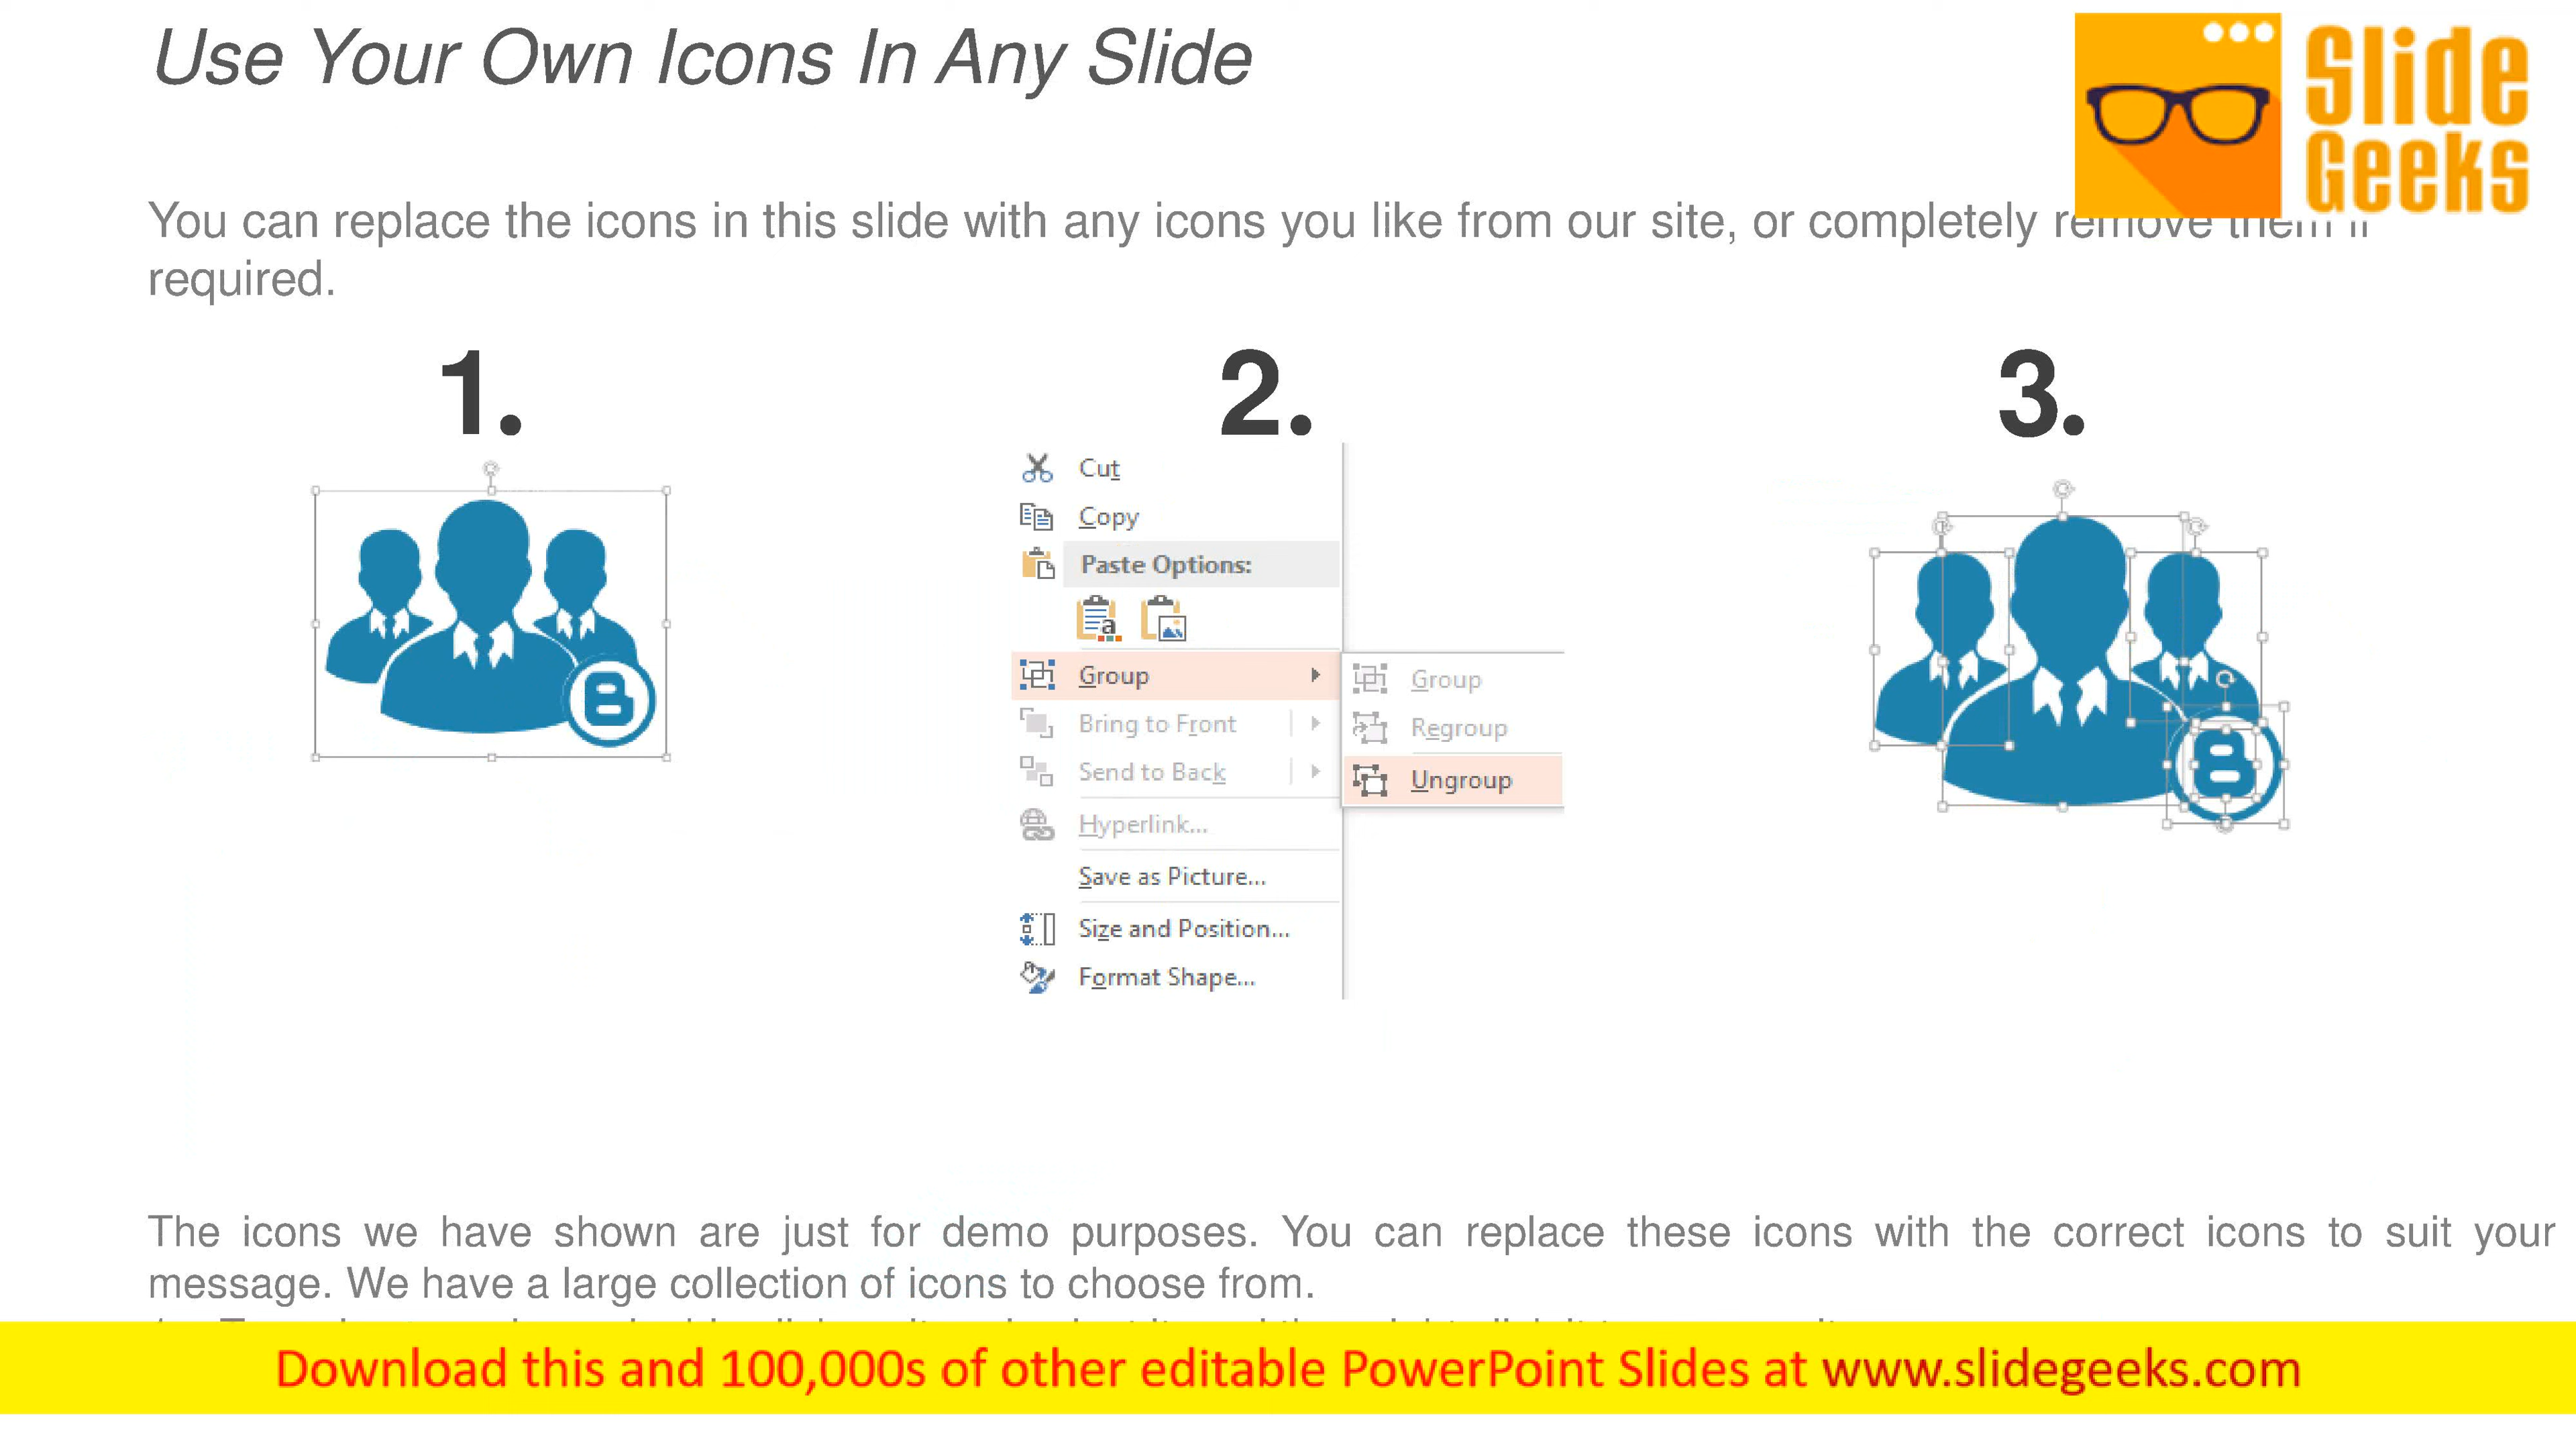 Use Your Own Icons In Any Slide
Slide
Geeks
You can replace the icons in this slide with any icons you like from our site, or completely remove them if
required.
1.
2.
3.
Cut
Copy
Paste Options:
Group
Bring to Front
Send to Back
Hyperlink...
Save as Picture...
Size and Position...
Format Shape...
Group
Regroup
Ungroup
The icons we have shown are just for demo purposes. You can replace these icons with the correct icons to suit your
message. We have a large collection of icons to choose from.
Download this and 100,000s of other editable PowerPoint Slides at www.slidegeeks.com